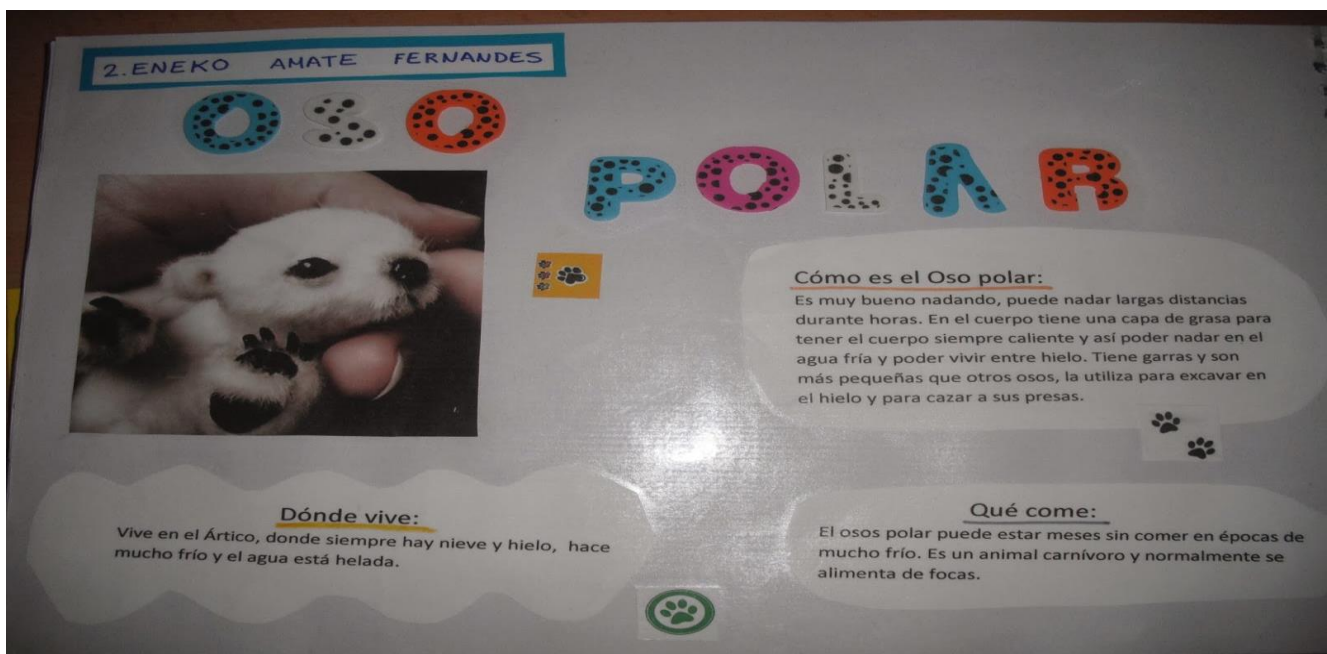 2. ENEKO AMATE FERNANDES
OSO
POLAR
Cómo es el Oso polar:
Es muy bueno nadando, puede nadar largas distancias
durante horas. En el cuerpo tiene una capa de grasa para
tener el cuerpo siempre caliente y así poder nadar en el
agua fría y poder vivir entre hielo. Tiene garras y son
más pequeñas que otros osos, la utiliza para excavar en
el hielo y para cazar a sus presas.
Dónde vive:
Vive en el Ártico, donde siempre hay nieve y hielo, hace
mucho frío y el agua está helada.
Qué come:
El osos polar puede estar meses sin comer en épocas de
mucho frío. Es un animal carnívoro y normalmente se
alimenta de focas.